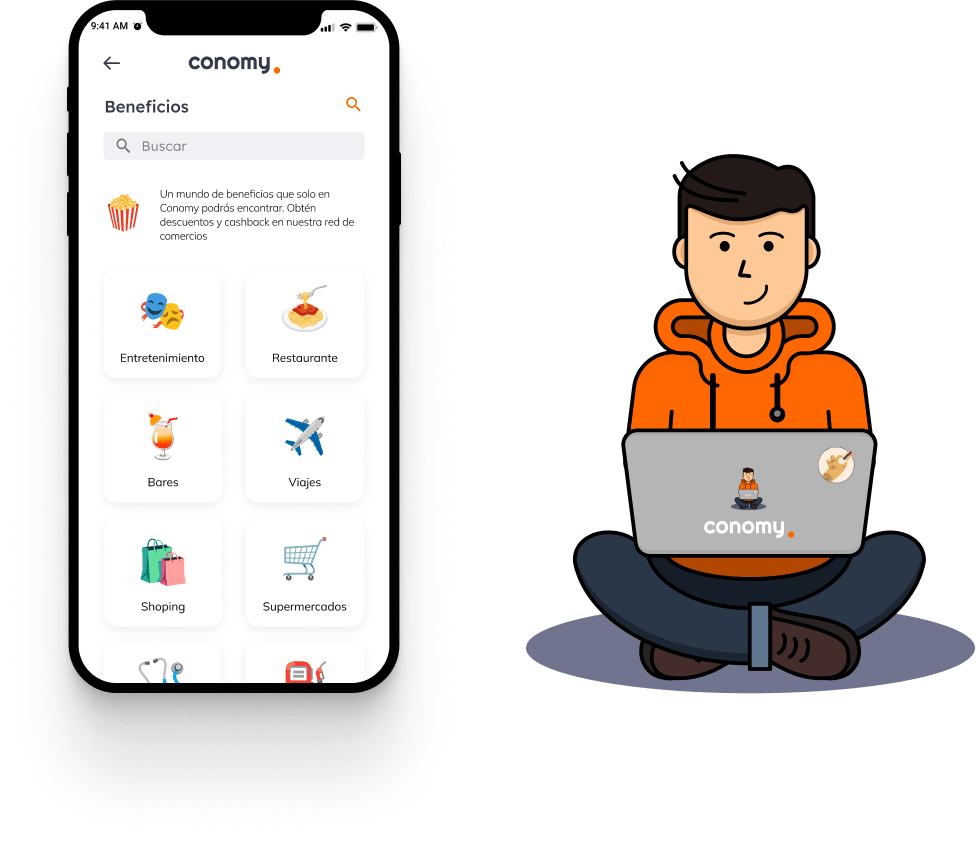 9:41 AM
conomy.
Beneficios
Buscar
Un mundo de beneficios que solo en
Conomy podrás encontrar. Obtén
descuentos y cashback en nuestra red de
comercios
Entretenimiento
Restaurante
Bares
Viajes
Shoping
Supermercados
conomy.